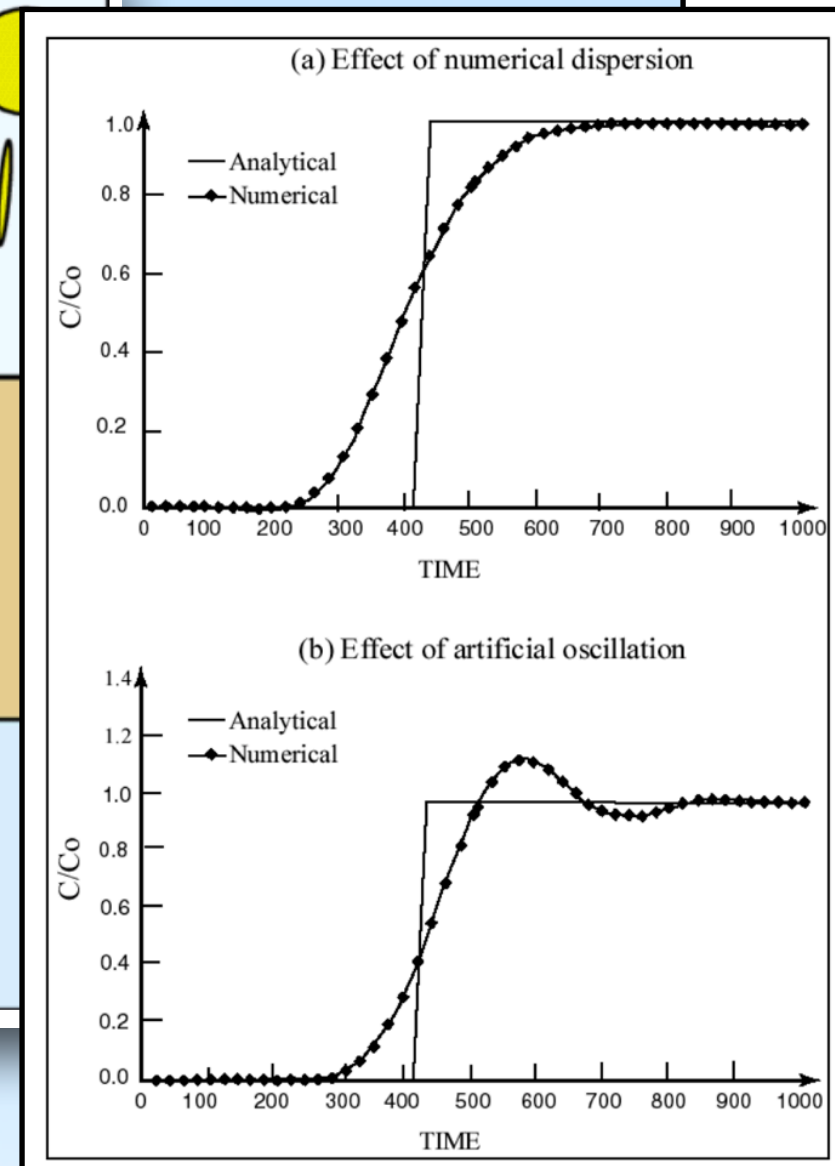 (a) Effect of numerical dispersion
1.0
Analytical
0.8
Numerical
0.6
C/Co
0.4
0.2
0.0
0 100 200 300 400 500 600 700 800 900 1000
TIME
(b) Effect of artificial oscillation
1.4
Analytical
1.2
Numerical
1.0
0.8
C/Co
0.6
0.4
0.2
0.0
0 100 200 300 400 500 600 700 800 900 1000
TIME